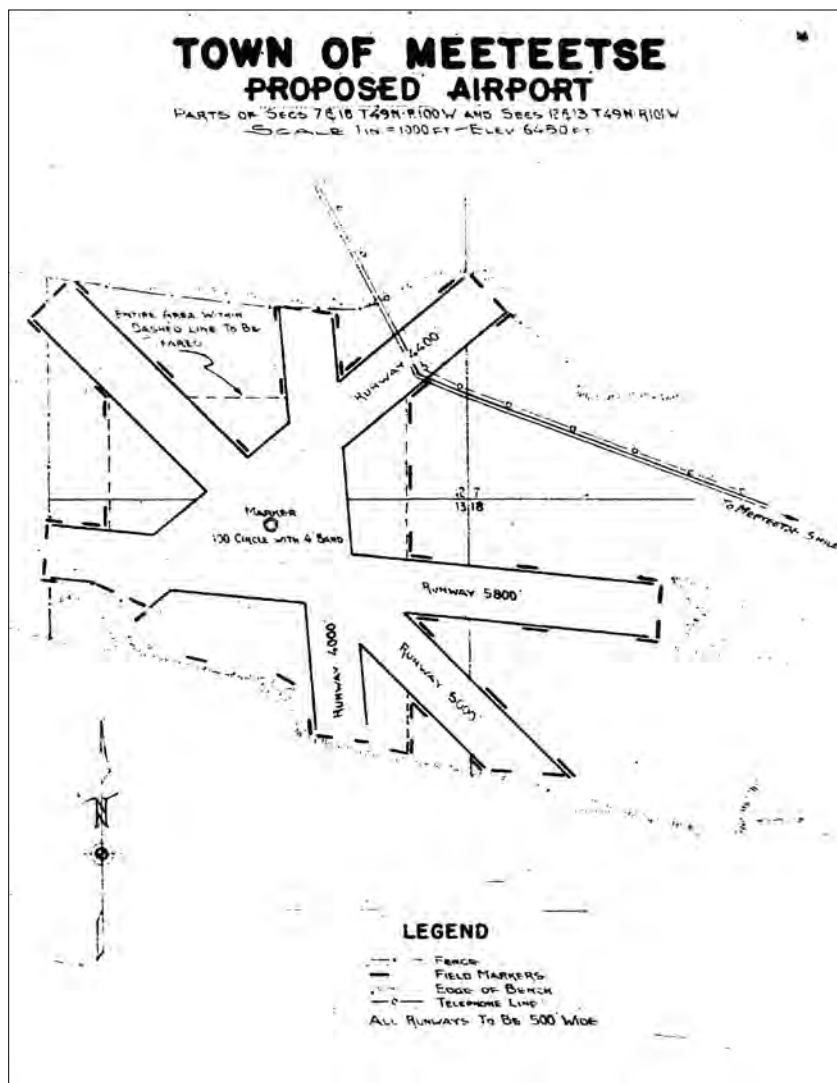 TOWN OF MEETEETSE
PROPOSED AIRPORT
PARTS OF SECS 7 & 18 T49N-R100W AND SECS 12 & 13 T49N-R101W
SCALE 1 IN = 1000 FT - ELEV 6450 FT
ENTIRE AREA WITHIN
DASHED LINE TO BE
RUNWAY 4400'
12 7
13 18
TO MEETEETSE 5 MILES
MARKER
100 CIRCLE WITH 4' BAND
RUNWAY 5800'
RUNWAY 4000'
RUNWAY 5000'
N
LEGEND
FENCE
FIELD MARKERS
EDGE OF BENCH
TELEPHONE LINE
ALL RUNWAYS TO BE 500' WIDE